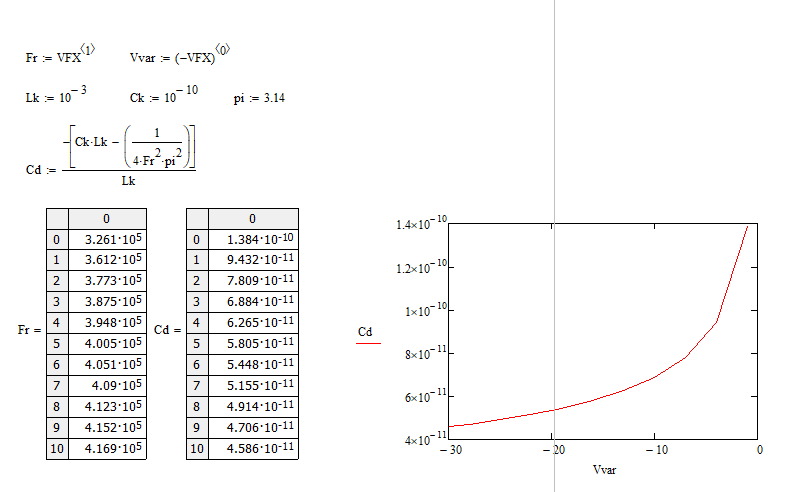 Fr := VFX⟨1⟩ Vvar := (−VFX)⟨0⟩
Lk := 10^−3 Ck := 10^−10 pi := 3.14
Cd := −[Ck·Lk − (1/(4·Fr^2·pi^2))]/Lk
0 0
0 3.261·10^5 0 1.384·10^-10
1 3.612·10^5 1 9.432·10^-11
2 3.773·10^5 2 7.809·10^-11
3 3.875·10^5 3 6.884·10^-11
Fr = 4 3.948·10^5 Cd = 4 6.265·10^-11
5 4.005·10^5 5 5.805·10^-11
6 4.051·10^5 6 5.448·10^-11
7 4.09·10^5 7 5.155·10^-11
8 4.123·10^5 8 4.914·10^-11
9 4.152·10^5 9 4.706·10^-11
10 4.169·10^5 10 4.586·10^-11
1.4×10^−10
1.2×10^−10
1×10^−10
Cd
8×10^−11
6×10^−11
4×10^−11
−30 −20 −10 0
Vvar